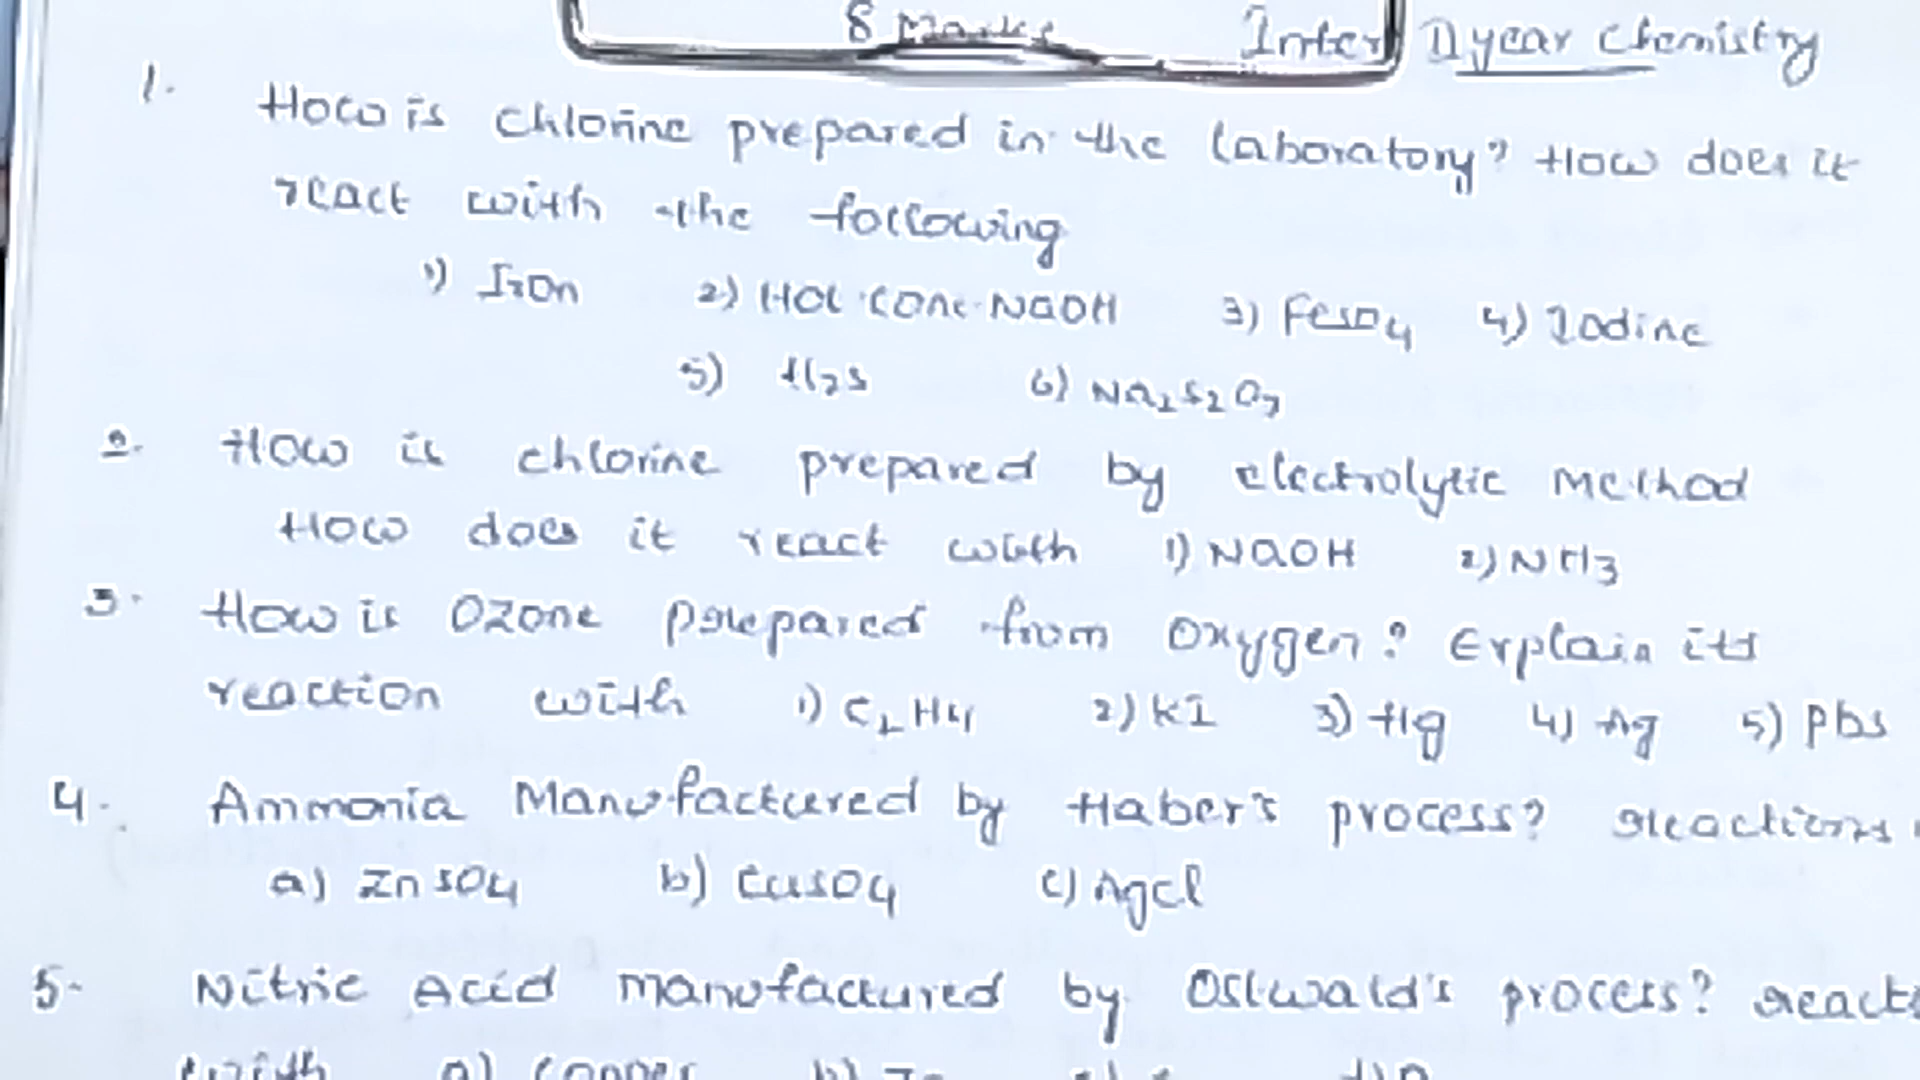 8 Marks Inter II year Chemistry
1. How is chlorine prepared in the laboratory? How does it
react with the following
1) Iron 2) Hot conc. NaOH 3) FeSO4 4) Iodine
5) H2S 6) Na2S2O3
2. How is chlorine prepared by electrolytic method
How does it react with 1) NaOH 2) NH3
3. How is Ozone prepared from Oxygen? Explain its
reaction with 1) C2H4 2) KI 3) Hg 4) Ag 5) Pbs
4. Ammonia Manufactured by Haber's process? reactions
a) ZnSO4 b) CuSO4 c) Agcl
5. Nitric Acid manufactured by Ostwald's process?
with a) copper b)